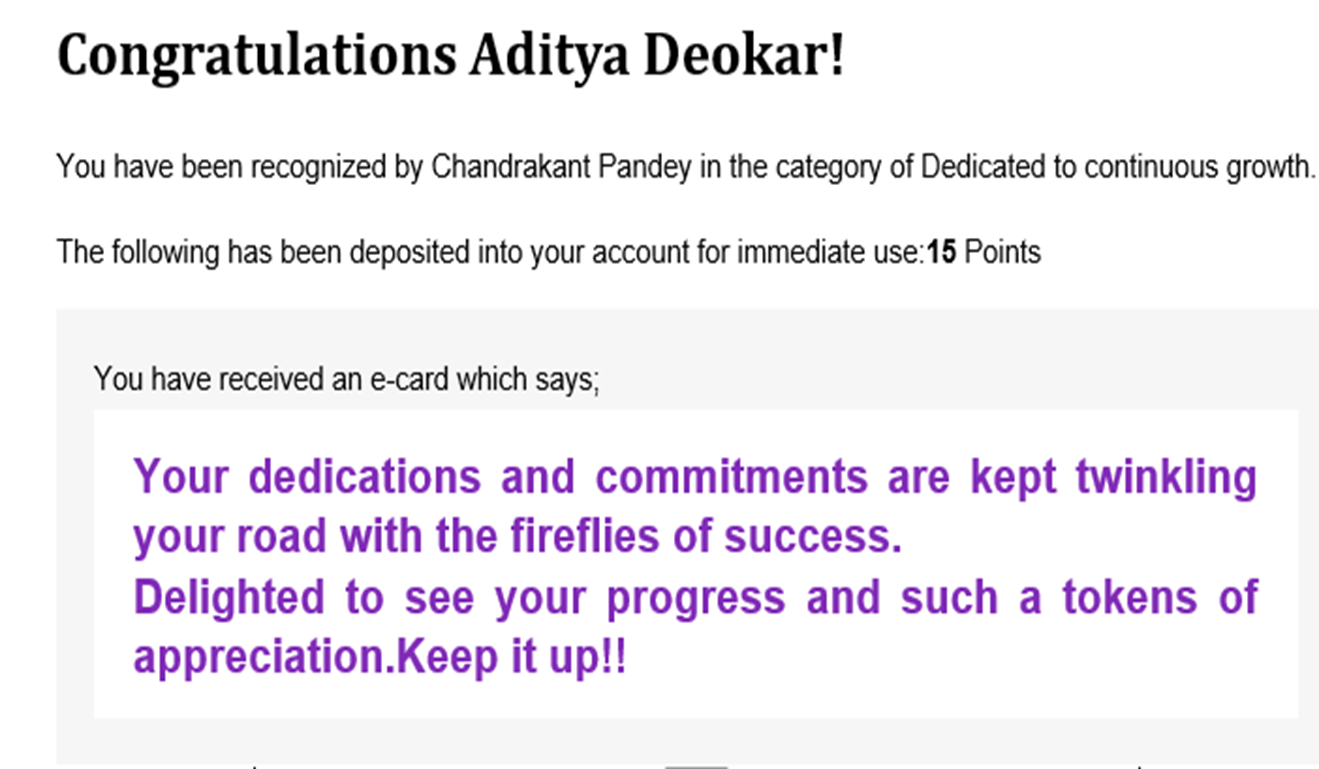 Congratulations Aditya Deokar!
You have been recognized by Chandrakant Pandey in the category of Dedicated to continuous growth.
The following has been deposited into your account for immediate use:15 Points
You have received an e-card which says;
Your dedications and commitments are kept twinkling
your road with the fireflies of success.
Delighted to see your progress and such a tokens of
appreciation.Keep it up!!